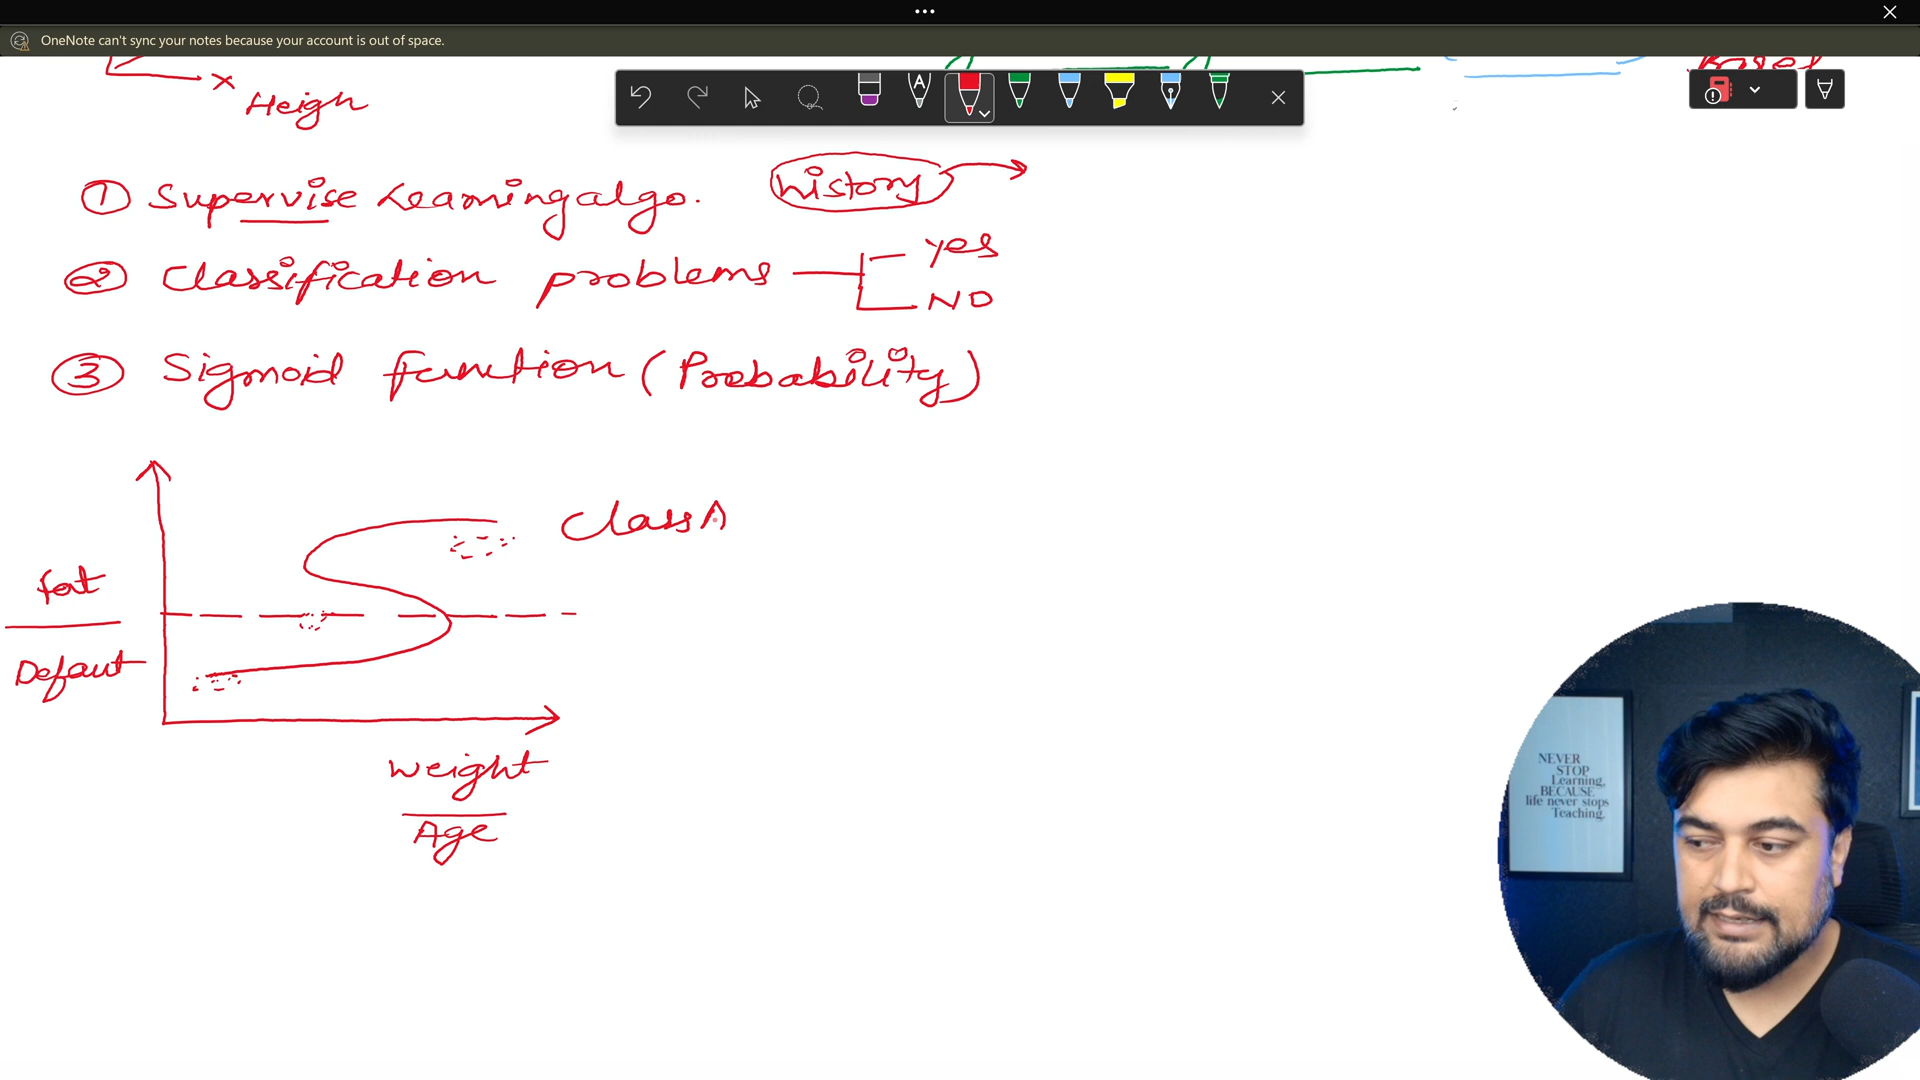 OneNote can't sync your notes because your account is out of space.
X
Heigh
① Supervise Learning algo. history
② Classification problems Yes
NO
③ Sigmoid function (Probability)
Class A
fat
Defaut
Weight
Age
NEVER
STOP
Learning,
BECAUSE
life never stops
Teaching.